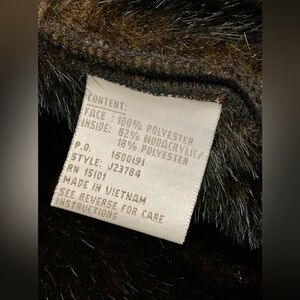 CONTENT:
FACE : 100% POLYESTER
INSIDE: 82% MODACRYLIC/
18% POLYESTER
P.O. 1600191
STYLE: J23784
RN 15101
MADE IN VIETNAM
SEE REVERSE FOR CARE
INSTRUCTIONS